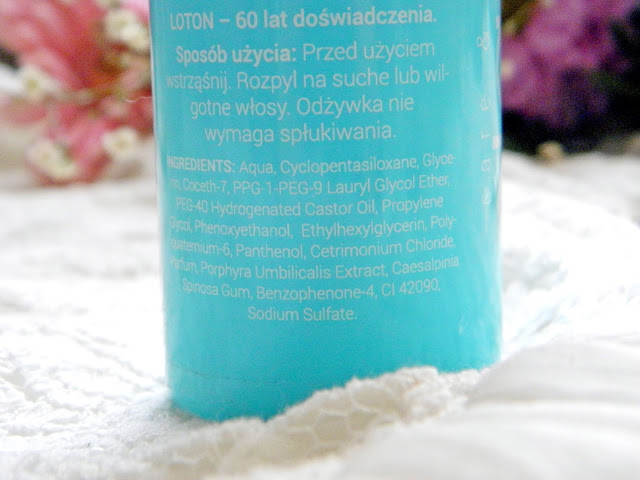 LOTON – 60 lat doświadczenia.
Sposób użycia: Przed użyciem
wstrząśnij. Rozpyl na suche lub wil-
gotne włosy. Odżywka nie
wymaga spłukiwania.
INGREDIENTS: Aqua, Cyclopentasiloxane, Glyce-
rin, Coceth-7, PPG-1-PEG-9 Lauryl Glycol Ether,
PEG-40 Hydrogenated Castor Oil, Propylene
Glycol, Phenoxyethanol, Ethylhexylglycerin, Poly-
quaternium-6, Panthenol, Cetrimonium Chloride,
Parfum, Porphyra Umbilicalis Extract, Caesalpinia
Spinosa Gum, Benzophenone-4, CI 42090,
Sodium Sulfate.